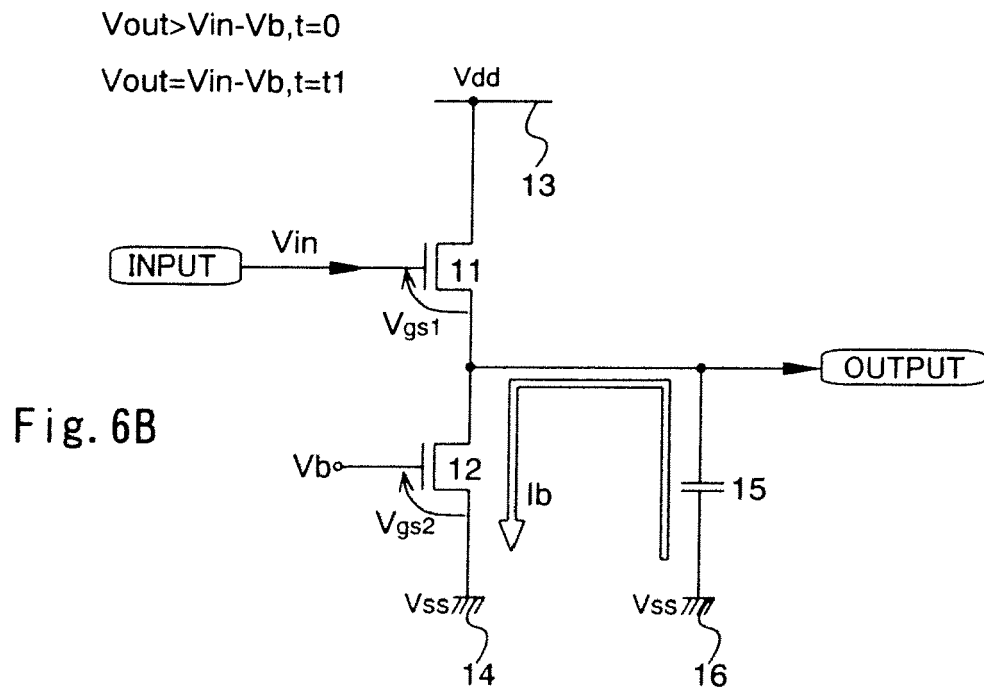 Vout>Vin-Vb,t=0
Vout=Vin-Vb,t=t1
Vdd
13
INPUT
Vin
11
Vgs1
OUTPUT
Fig. 6B
Vb
12
Vgs2
Ib
15
Vss
Vss
14
16